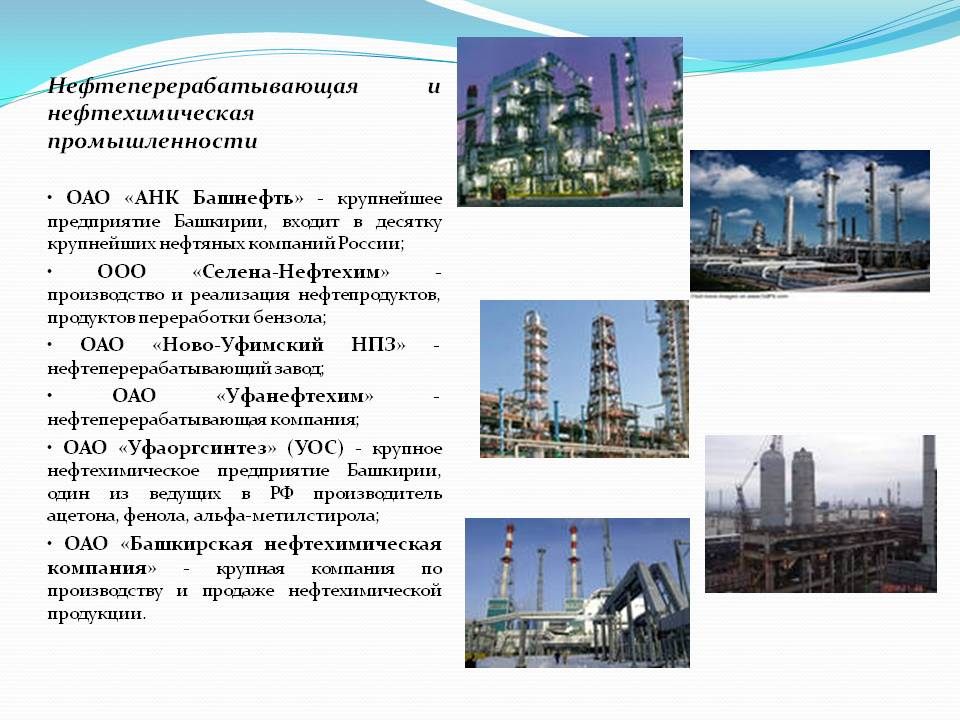 Нефтеперерабатывающая и
нефтехимическая
промышленности
• ОАО «АНК Башнефть» - крупнейшее
предприятие Башкирии, входит в десятку
крупнейших нефтяных компаний России;
• ООО «Селена-Нефтехим» -
производство и реализация нефтепродуктов,
продуктов переработки бензола;
• ОАО «Ново-Уфимский НПЗ» -
нефтеперерабатывающий завод;
• ОАО «Уфанефтехим» -
нефтеперерабатывающая компания;
• ОАО «Уфаоргсинтез» (УОС) - крупное
нефтехимическое предприятие Башкирии,
один из ведущих в РФ производитель
ацетона, фенола, альфа-метилстирола;
• ОАО «Башкирская нефтехимическая
компания» - крупная компания по
производству и продаже нефтехимической
продукции.